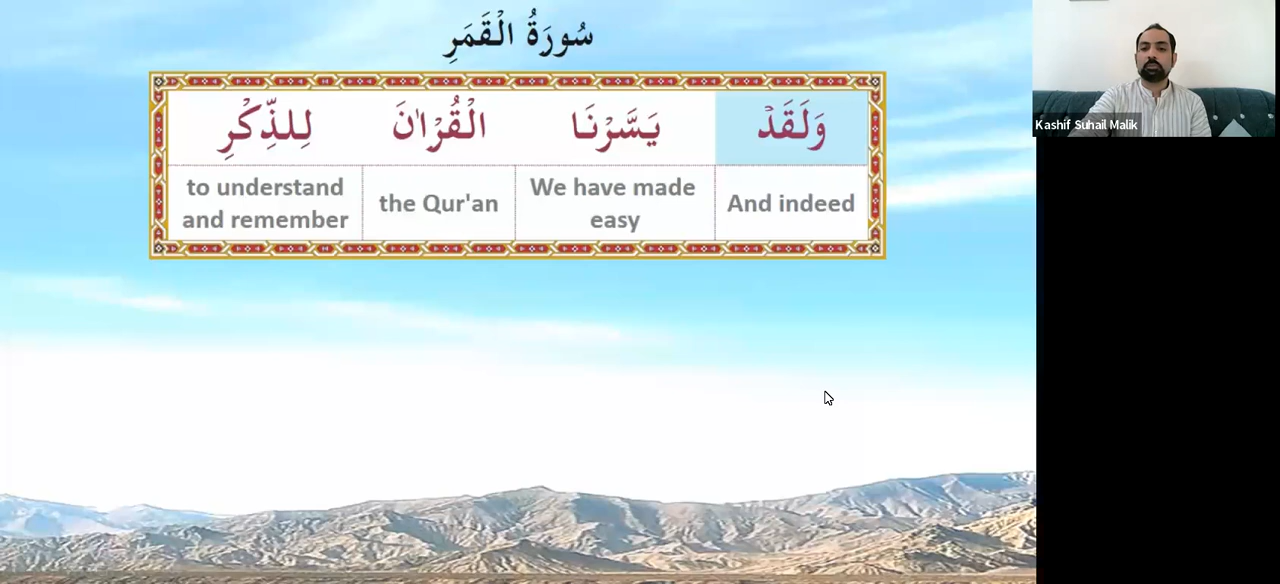 سُورَةُ الْقَمَرِ
وَلَقَدْ يَسَّرْنَا الْقُرْاٰنَ لِلذِّكْرِ
to understand and remember
the Qur'an
We have made easy
And indeed
Kashif Suhail Malik